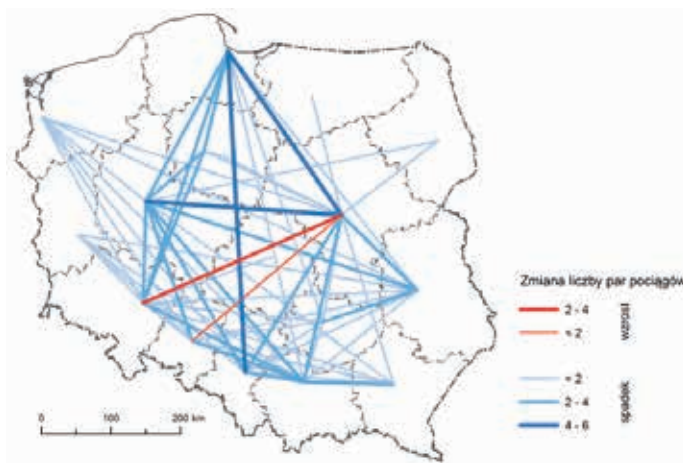 Zmiana liczby par pociągów
2 - 4
< 2
wzrost
< 2
2 - 4
4 - 6
spadek
0 100 200 km